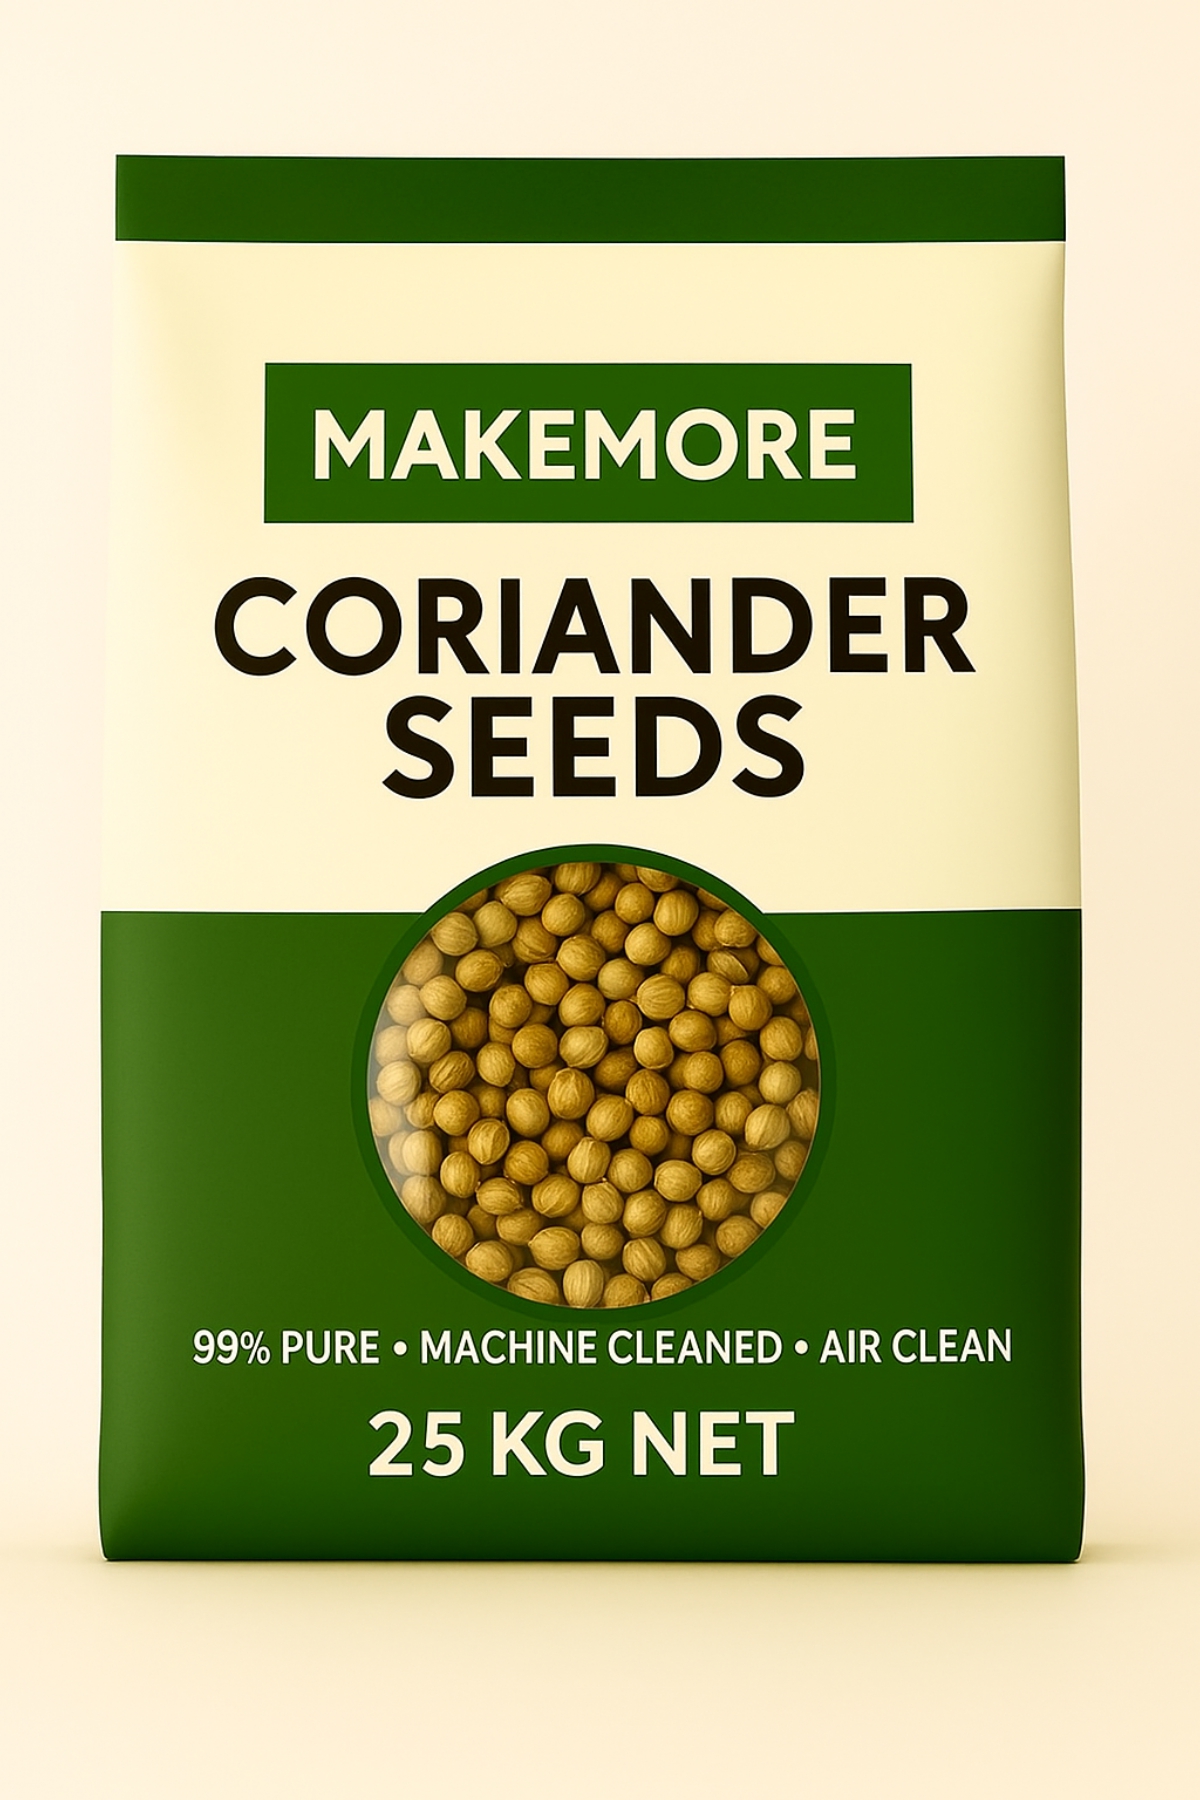 MAKEMORE
CORIANDER
SEEDS
99% PURE • MACHINE CLEANED • AIR CLEAN
25 KG NET